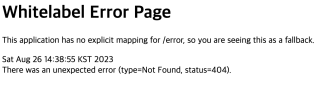 Whitelabel Error Page
This application has no explicit mapping for /error, so you are seeing this as a fallback.
Sat Aug 26 14:38:55 KST 2023
There was an unexpected error (type=Not Found, status=404).